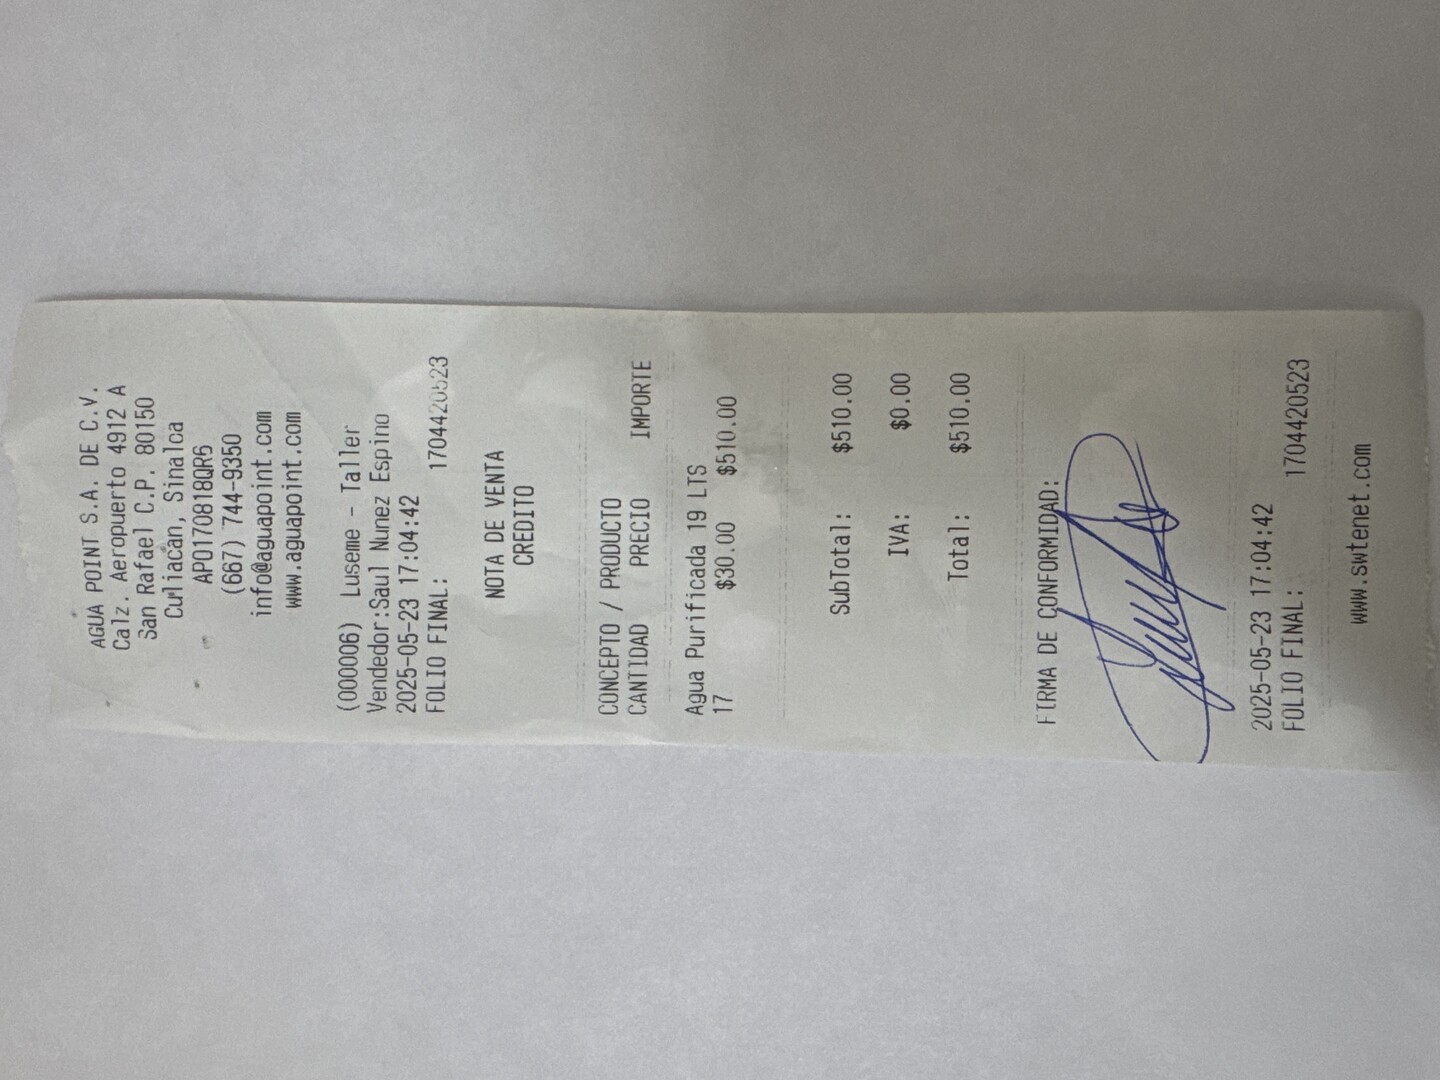 AGUA POINT S.A. DE C.V.
Calz. Aeropuerto 4912 A
San Rafael C.P. 80150
Curliacan, Sinalca
APO170818QR6
(667) 744-9350
info@aguapoint.com
www.aguapoint.com
(000006) Luseme - Taller
Vendedor:Saul Nunez Espino
2025-05-23 17:04:42
FOLIO FINAL: 1704420523
NOTA DE VENTA
CREDITO
CONCEPTO / PRODUCTO
CANTIDAD PRECIO IMPORTE
Agua Purificada 19 LTS
17 $30.00 $510.00
SubTotal: $510.00
IVA: $0.00
Total: $510.00
FIRMA DE CONFORMIDAD:
2025-05-23 17:04:42
FOLIO FINAL: 1704420523
www.swtenet.com